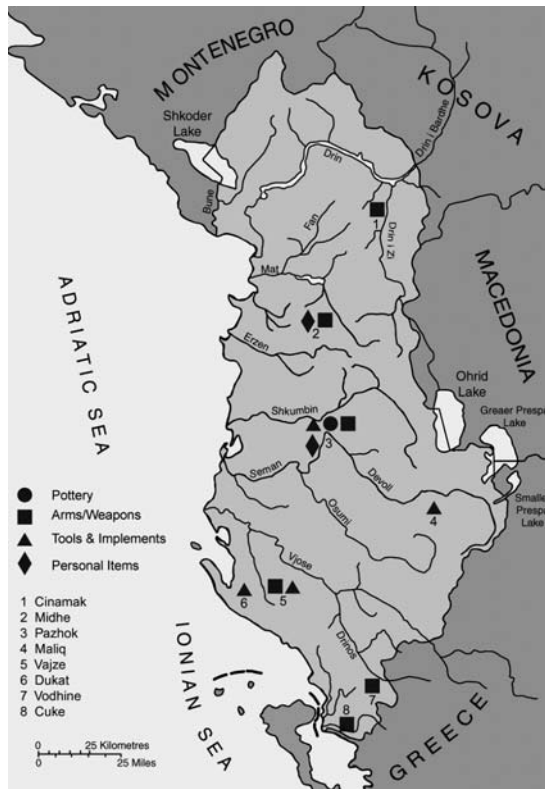 MONTENEGRO
KOSOVA
Shkoder
Lake
Drin i Bardhe
Drin
Bune
Fan
1
Drin i Zi
Mat
MACEDONIA
ADRIATIC SEA
2
Erzen
Ohrid
Lake
Greaer Prespa
Lake
Shkumbin
3
Seman
Devoll
Osumi
4
Smalle
Prespa
Lake
Pottery
Arms/Weapons
Tools & Implements
Personal Items
Vjose
6
5
1 Cinamak
2 Midhe
3 Pazhok
4 Maliq
5 Vajze
6 Dukat
7 Vodhine
8 Cuke
IONIAN SEA
Drinos
7
8
GREECE
0 25 Kilometres
0 25 Miles